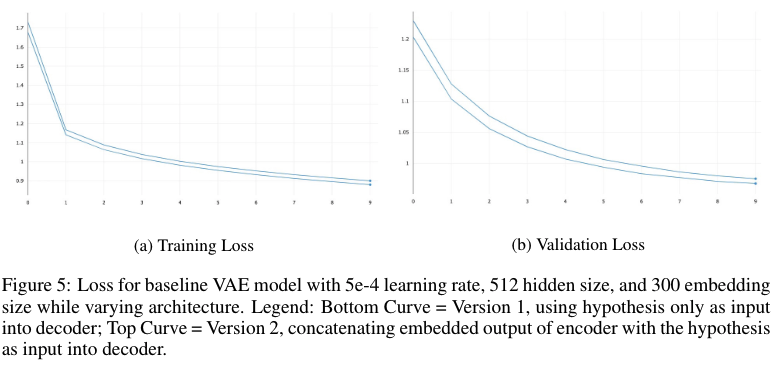 1.7
1.6
1.5
1.4
1.3
1.2
1.1
1
0.9
0 1 2 3 4 5 6 7 8 9
1.2
1.15
1.1
1.05
1
0 1 2 3 4 5 6 7 8 9
(a) Training Loss
(b) Validation Loss
Figure 5: Loss for baseline VAE model with 5e-4 learning rate, 512 hidden size, and 300 embedding
size while varying architecture. Legend: Bottom Curve = Version 1, using hypothesis only as input
into decoder; Top Curve = Version 2, concatenating embedded output of encoder with the hypothesis
as input into decoder.